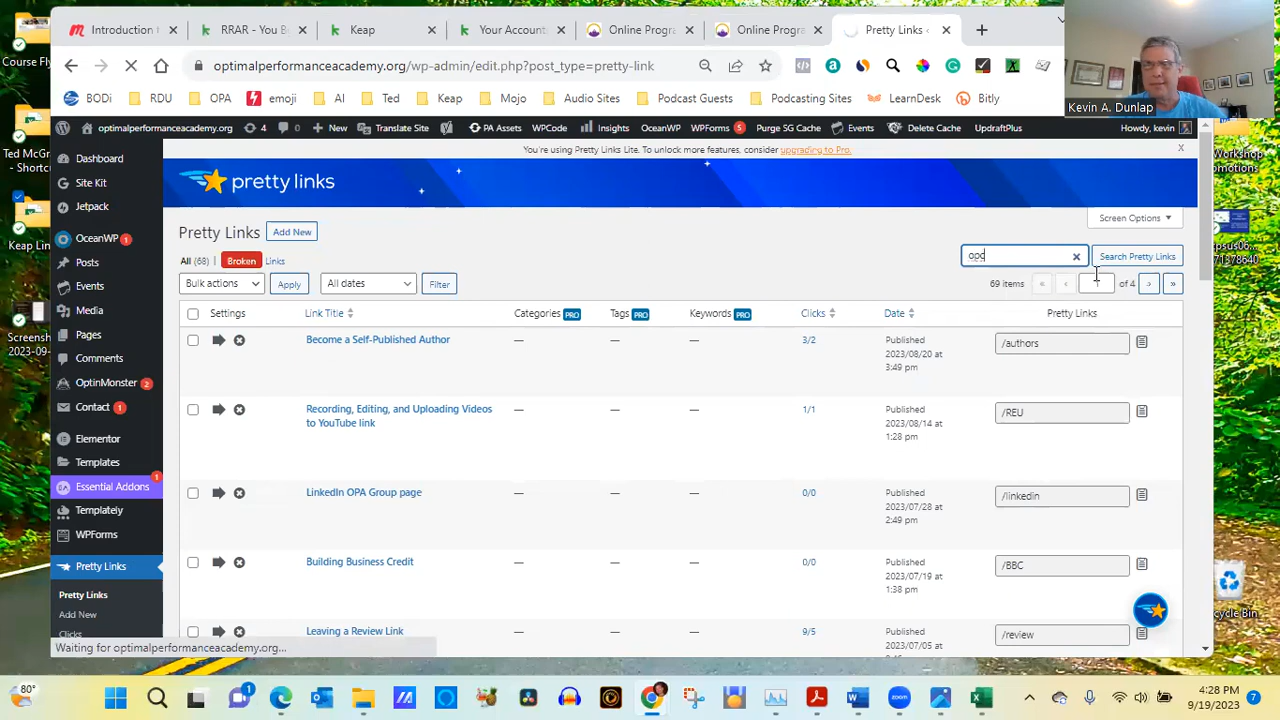 Course Fly
Ted McGr
- Shortc
Keap Lin
Screensh
2023-09-
Introduction t
RRAR - You B
Keap
Your Account
Online Progra
Online Progra
Pretty Links ‹
optimalperformanceacademy.org/wp-admin/edit.php?post_type=pretty-link
BODi
RDU
OPA
emoji
AI
Ted
Keap
Mojo
Audio Sites
Podcast Guests
Podcasting Sites
LearnDesk
Bitly
Kevin A. Dunlap
optimalperformanceacademy.org
4
0
+ New
Translate Site
PA Assets
WPCode
Insights
OceanWP
WPForms 5
Purge SG Cache
Events
Delete Cache
UpdraftPlus
Howdy, kevin
You're using Pretty Links Lite. To unlock more features, consider upgrading to Pro.
X
Dashboard
Site Kit
Jetpack
OceanWP 1
Posts
Events
Media
Pages
Comments
OptinMonster 2
Contact 1
Elementor
Templates
Essential Addons 1
Templately
WPForms
Pretty Links
Pretty Links
Add New
Clicks
pretty links
Screen Options
Pretty Links
Add New
All (68)
Broken
Links
opc
Search Pretty Links
Bulk actions
Apply
All dates
Filter
69 items
« ‹
of 4
› »
Settings
Link Title
Categories PRO
Tags PRO
Keywords PRO
Clicks
Date
Pretty Links
Become a Self-Published Author
—
—
—
3/2
Published
2023/08/20 at
3:49 pm
/authors
Recording, Editing, and Uploading Videos
to YouTube link
—
—
—
1/1
Published
2023/08/14 at
1:28 pm
/REU
LinkedIn OPA Group page
—
—
—
0/0
Published
2023/07/28 at
2:49 pm
/linkedin
Building Business Credit
—
—
—
0/0
Published
2023/07/19 at
1:38 pm
/BBC
Leaving a Review Link
—
—
—
9/5
Published
2023/07/05 at
/review
Waiting for optimalperformanceacademy.org...
Workshop
cycle Bin
80°
1
zoom
4:28 PM
9/19/2023
7